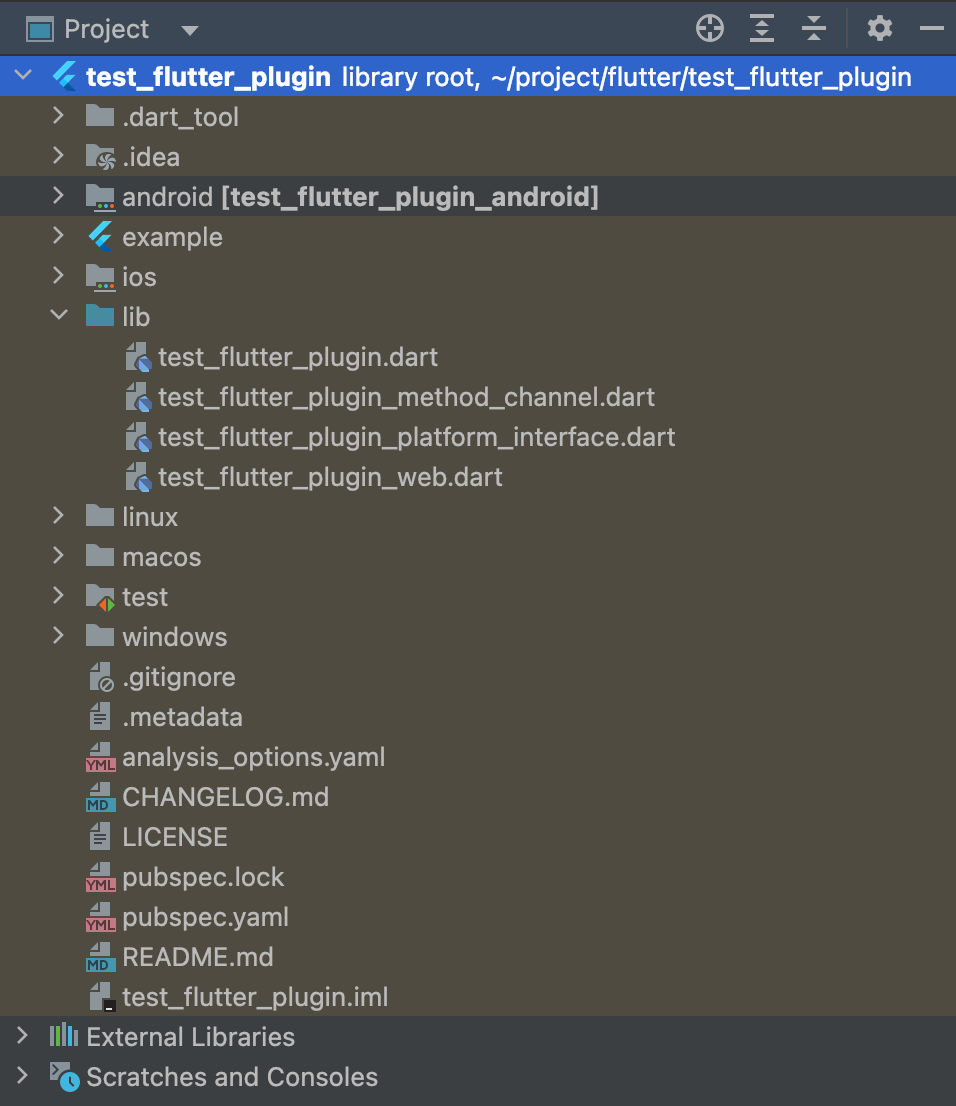 Project
test_flutter_plugin library root, ~/project/flutter/test_flutter_plugin
.dart_tool
.idea
android [test_flutter_plugin_android]
example
ios
lib
test_flutter_plugin.dart
test_flutter_plugin_method_channel.dart
test_flutter_plugin_platform_interface.dart
test_flutter_plugin_web.dart
linux
macos
test
windows
.gitignore
.metadata
YML analysis_options.yaml
MD CHANGELOG.md
LICENSE
YML pubspec.lock
YML pubspec.yaml
MD README.md
test_flutter_plugin.iml
External Libraries
Scratches and Consoles